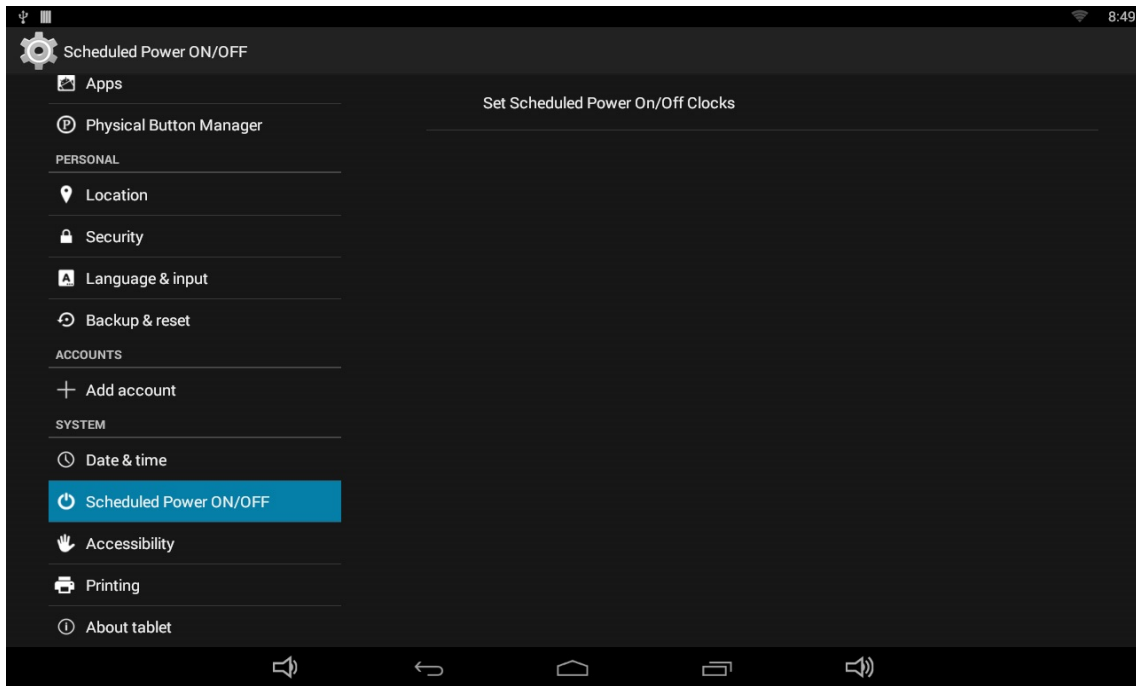 8:49
Scheduled Power ON/OFF
Apps
Physical Button Manager
PERSONAL
Location
Security
Language & input
Backup & reset
ACCOUNTS
Add account
SYSTEM
Date & time
Scheduled Power ON/OFF
Accessibility
Printing
About tablet
Set Scheduled Power On/Off Clocks